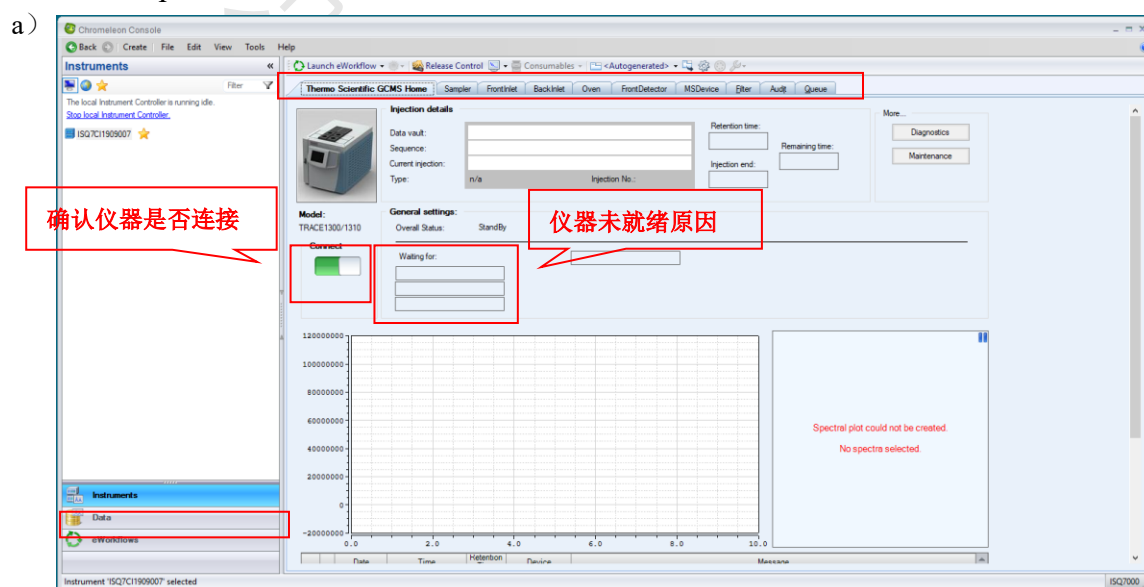 a）
Chromeleon Console
Back Create File Edit View Tools Help
Instruments «
Launch eWorkflow Release Control Consumables <Autogenerated>
Filter
Thermo Scientific GCMS Home Sampler FrontInlet BackInlet Oven FrontDetector MSDevice Filter Audit Queue
The local Instrument Controller is running idle.
Stop local Instrument Controller.
ISQ7CI1909007
Injection details
Data vault:
Sequence:
Current injection:
Type: n/a Injection No.:
Retention time:
Remaining time:
Injection end:
More...
Diagnostics
Maintenance
确认仪器是否连接
仪器未就绪原因
Model:
TRACE1300/1310
General settings:
Overall Status: StandBy
Connect
Waiting for:
120000000
100000000
80000000
60000000
40000000
20000000
0
-20000000
0.0 2.0 4.0 6.0 8.0 10.0
Spectral plot could not be created.
No spectra selected.
Instruments
Data
eWorkflows
Date Time Retention Device Message
Instrument 'ISQ7CI1909007' selected
ISQ7000